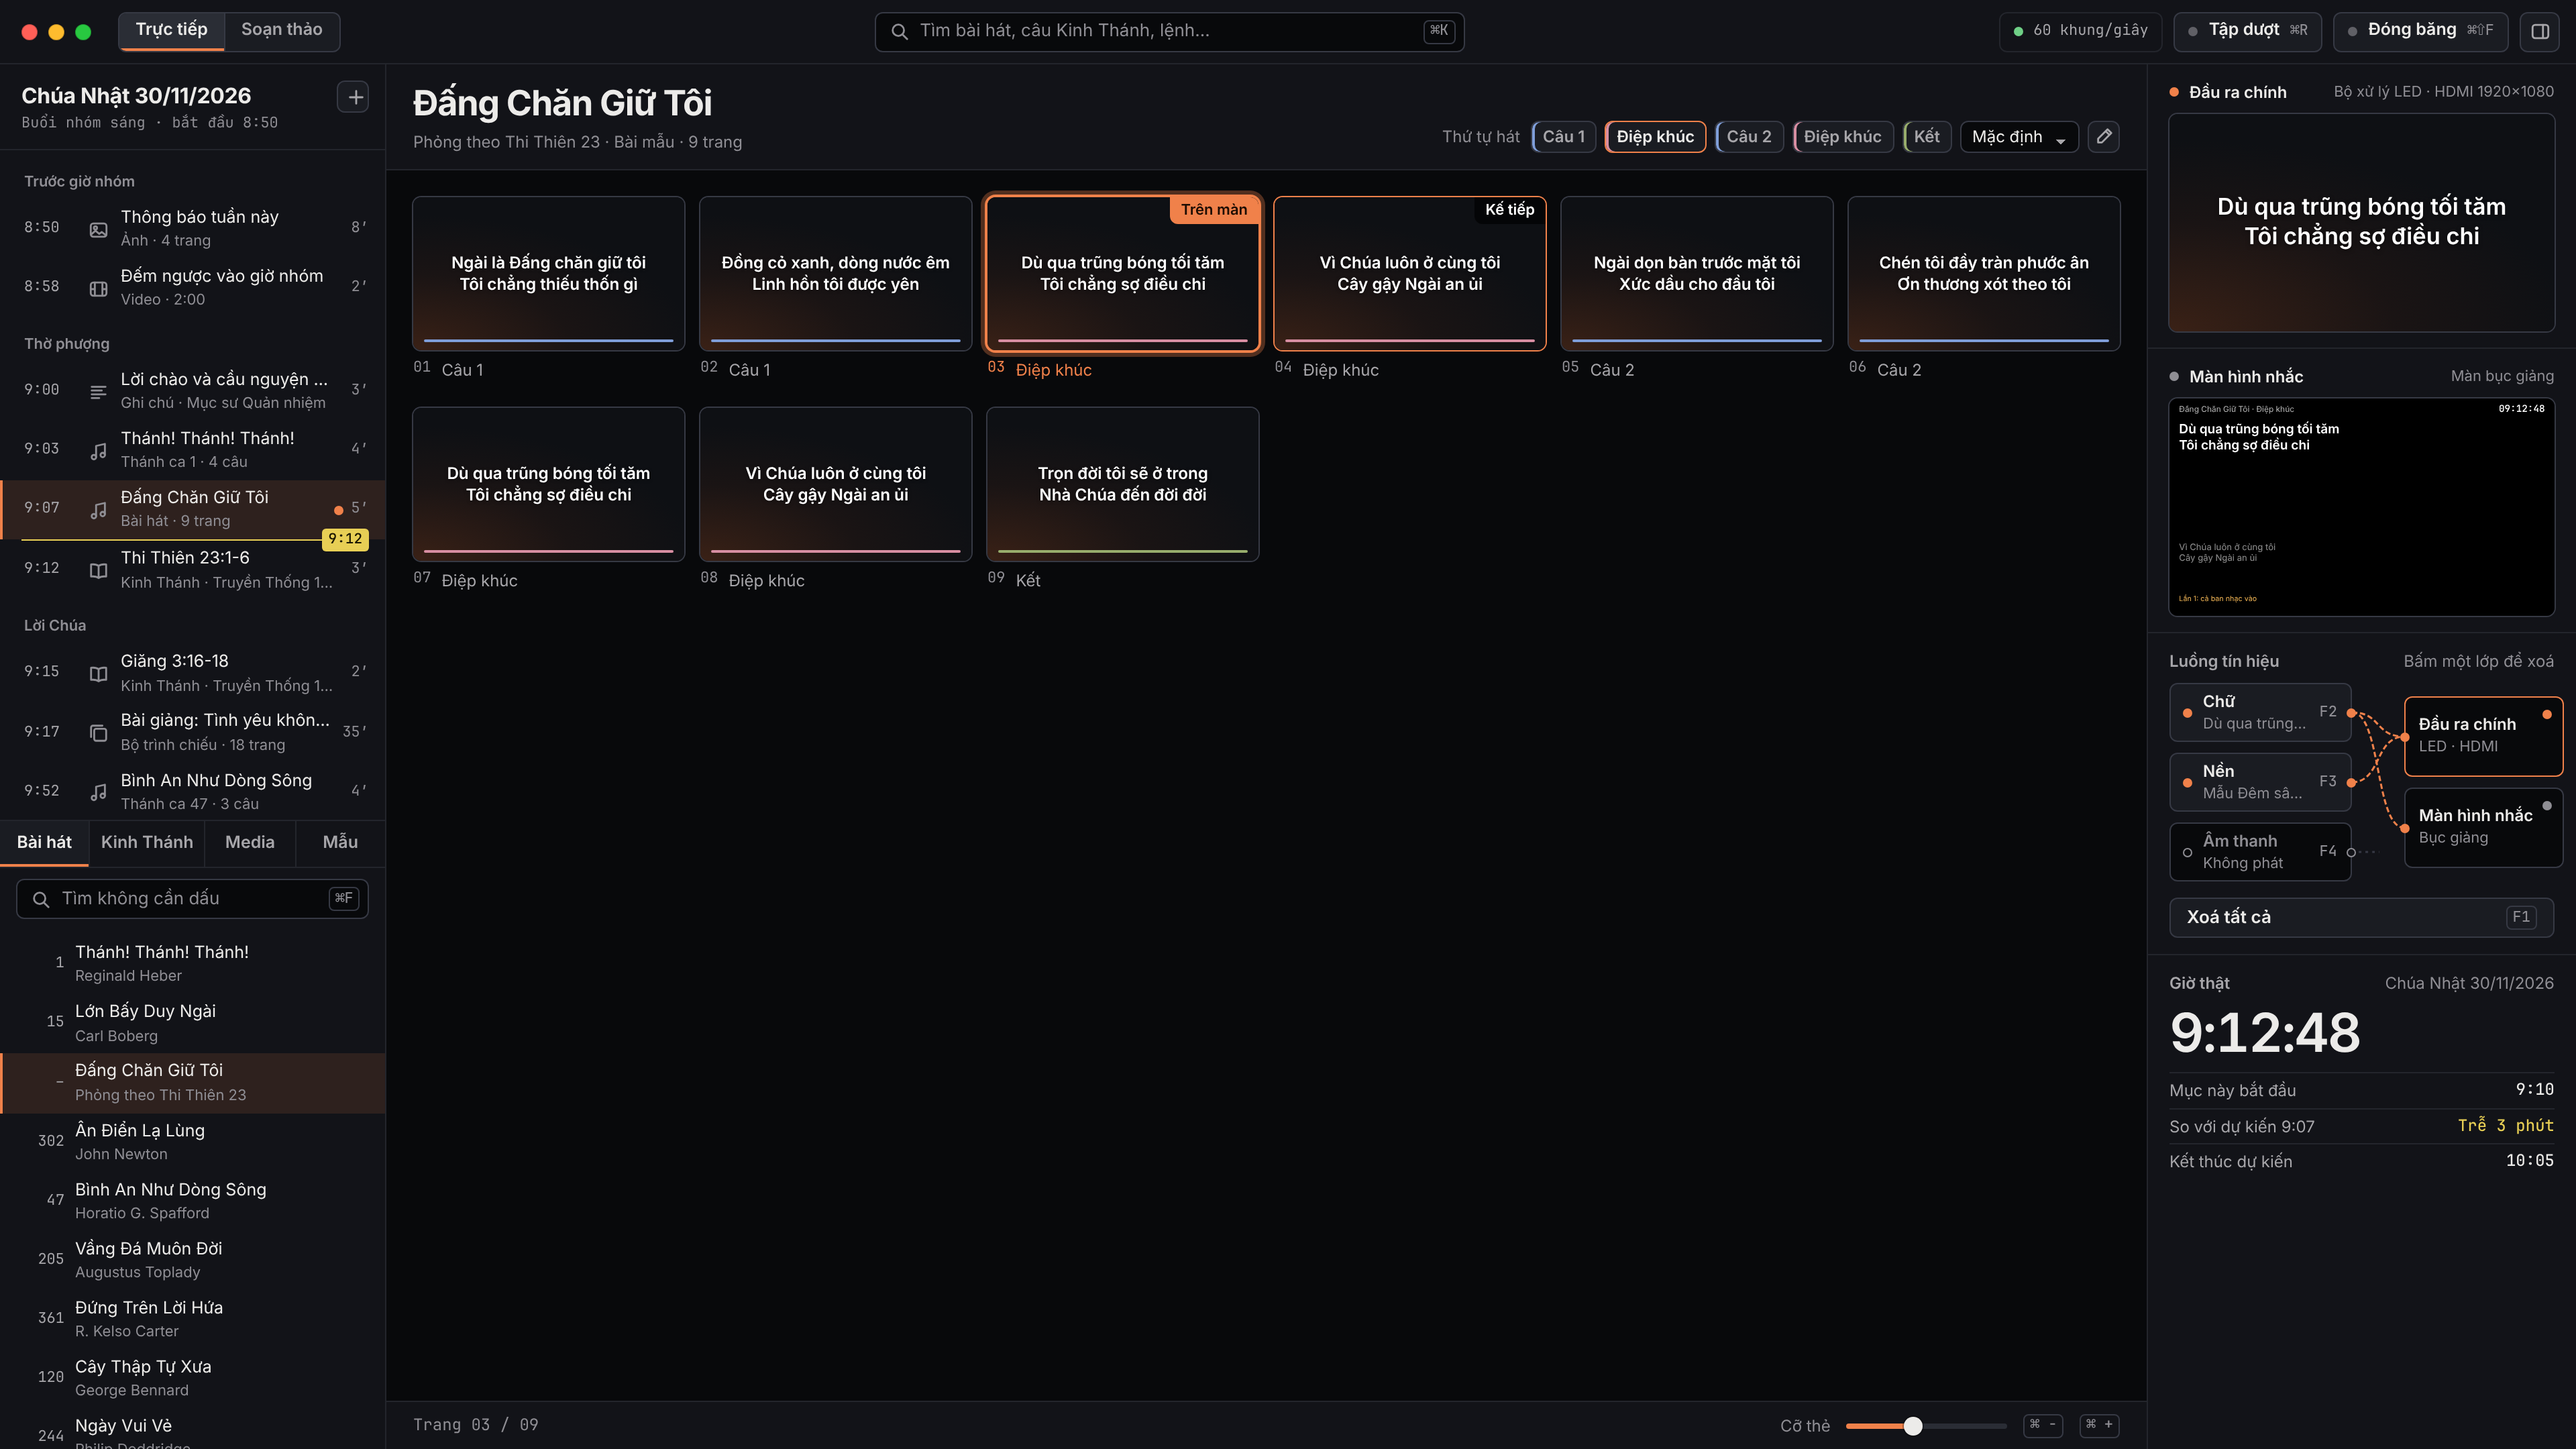 Trực tiếp
Soạn thảo
Tìm bài hát, câu Kinh Thánh, lệnh...
⌘K
60 khung/giây
Tập dượt ⌘R
Đóng băng ⌘⇧F
Chúa Nhật 30/11/2026
Buổi nhóm sáng · bắt đầu 8:50
Trước giờ nhóm
8:50 Thông báo tuần này 8′
Ảnh · 4 trang
8:58 Đếm ngược vào giờ nhóm 2′
Video · 2:00
Thờ phượng
9:00 Lời chào và cầu nguyện ... 3′
Ghi chú · Mục sư Quản nhiệm
9:03 Thánh! Thánh! Thánh! 4′
Thánh ca 1 · 4 câu
9:07 Đấng Chăn Giữ Tôi 5′
Bài hát · 9 trang
9:12
9:12 Thi Thiên 23:1-6 3′
Kinh Thánh · Truyền Thống 1...
Lời Chúa
9:15 Giăng 3:16-18 2′
Kinh Thánh · Truyền Thống 1...
9:17 Bài giảng: Tình yêu khôn... 35′
Bộ trình chiếu · 18 trang
9:52 Bình An Như Dòng Sông 4′
Thánh ca 47 · 3 câu
Bài hát
Kinh Thánh
Media
Mẫu
Tìm không cần dấu
⌘F
1 Thánh! Thánh! Thánh!
Reginald Heber
15 Lớn Bấy Duy Ngài
Carl Boberg
– Đấng Chăn Giữ Tôi
Phỏng theo Thi Thiên 23
302 Ân Điển Lạ Lùng
John Newton
47 Bình An Như Dòng Sông
Horatio G. Spafford
205 Vầng Đá Muôn Đời
Augustus Toplady
361 Đứng Trên Lời Hứa
R. Kelso Carter
120 Cây Thập Tự Xưa
George Bennard
244 Ngày Vui Vẻ
Philip Doddridge
Đấng Chăn Giữ Tôi
Phỏng theo Thi Thiên 23 · Bài mẫu · 9 trang
Thứ tự hát
Câu 1
Điệp khúc
Câu 2
Điệp khúc
Kết
Mặc định
Ngài là Đấng chăn giữ tôi
Tôi chẳng thiếu thốn gì
01 Câu 1
Đồng cỏ xanh, dòng nước êm
Linh hồn tôi được yên
02 Câu 1
Trên màn
Dù qua trũng bóng tối tăm
Tôi chẳng sợ điều chi
03 Điệp khúc
Kế tiếp
Vì Chúa luôn ở cùng tôi
Cây gậy Ngài an ủi
04 Điệp khúc
Ngài dọn bàn trước mặt tôi
Xức dầu cho đầu tôi
05 Câu 2
Chén tôi đầy tràn phước ân
Ơn thương xót theo tôi
06 Câu 2
Dù qua trũng bóng tối tăm
Tôi chẳng sợ điều chi
07 Điệp khúc
Vì Chúa luôn ở cùng tôi
Cây gậy Ngài an ủi
08 Điệp khúc
Trọn đời tôi sẽ ở trong
Nhà Chúa đến đời đời
09 Kết
Trang 03 / 09
Cỡ thẻ
⌘ -
⌘ +
Đầu ra chính
Bộ xử lý LED · HDMI 1920×1080
Dù qua trũng bóng tối tăm
Tôi chẳng sợ điều chi
Màn hình nhắc
Màn bục giảng
Đấng Chăn Giữ Tôi · Điệp khúc
09:12:48
Dù qua trũng bóng tối tăm
Tôi chẳng sợ điều chi
Vì Chúa luôn ở cùng tôi
Cây gậy Ngài an ủi
Lần 1: cả ban nhạc vào
Luồng tín hiệu
Bấm một lớp để xoá
Chữ F2
Dù qua trũng...
Nền F3
Mẫu Đêm sâ...
Âm thanh F4
Không phát
Đầu ra chính
LED · HDMI
Màn hình nhắc
Bục giảng
Xoá tất cả F1
Giờ thật
Chúa Nhật 30/11/2026
9:12:48
Mục này bắt đầu 9:10
So với dự kiến 9:07 Trễ 3 phút
Kết thúc dự kiến 10:05